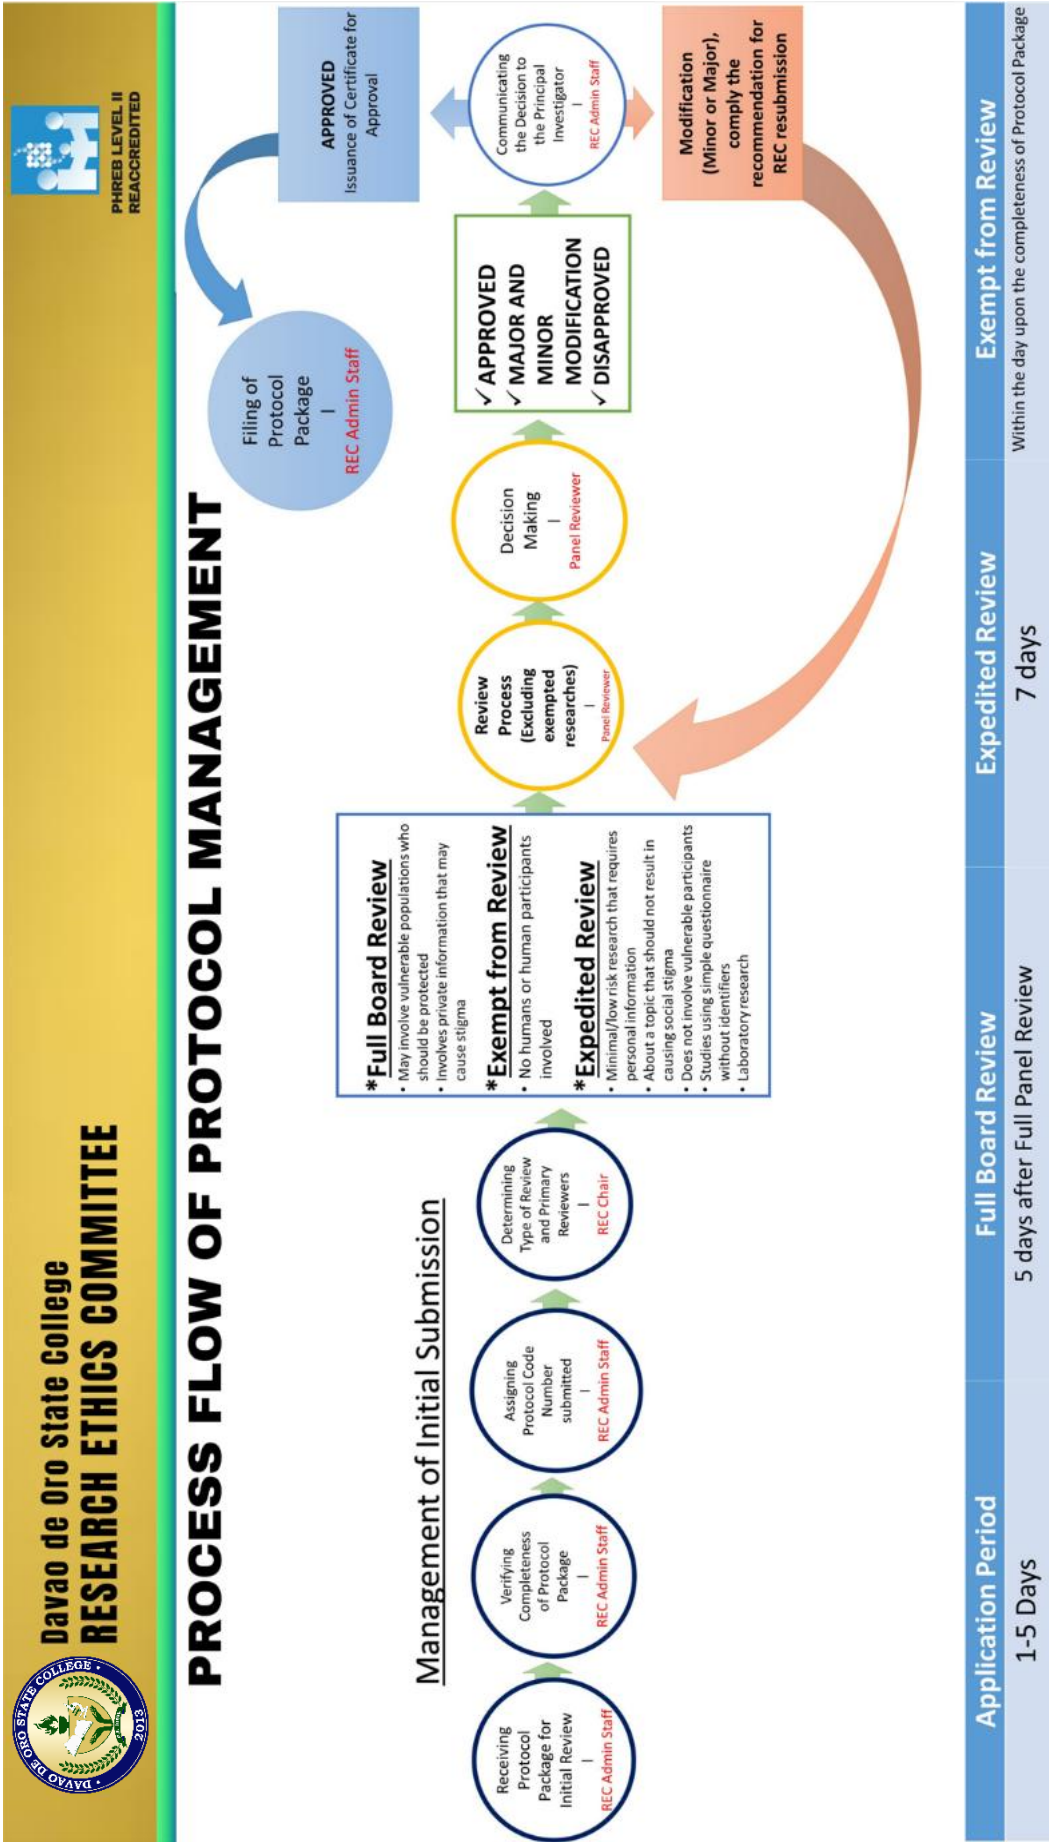 Davao de Oro State College
RESEARCH ETHICS COMMITTEE
• DAVAO DE ORO STATE COLLEGE •
2013
PHREB LEVEL II
REACCREDITED
PROCESS FLOW OF PROTOCOL MANAGEMENT
Management of Initial Submission
Receiving
Protocol
Package for
Initial Review
I
REC Admin Staff
Verifying
Completeness
of Protocol
Package
I
REC Admin Staff
Assigning
Protocol Code
Number
submitted
I
REC Admin Staff
Determining
Type of Review
and Primary
Reviewers
I
REC Chair
*Full Board Review
• May involve vulnerable populations who
should be protected
• Involves private information that may
cause stigma
*Exempt from Review
• No humans or human participants
involved
*Expedited Review
• Minimal/low risk research that requires
personal information
• About a topic that should not result in
causing social stigma
• Does not involve vulnerable participants
• Studies using simple questionnaire
without identifiers
• Laboratory research
Review
Process
(Excluding
exempted
researches)
I
Panel Reviewer
Decision
Making
I
Panel Reviewer
✓ APPROVED
✓ MAJOR AND
MINOR
MODIFICATION
✓ DISAPPROVED
Communicating
the Decision to
the Principal
Investigator
I
REC Admin Staff
APPROVED
Issuance of Certificate for
Approval
Filing of
Protocol
Package
I
REC Admin Staff
Modification
(Minor or Major),
comply the
recommendation for
REC resubmission
Application Period
Full Board Review
Expedited Review
Exempt from Review
1-5 Days
5 days after Full Panel Review
7 days
Within the day upon the completeness of Protocol Package